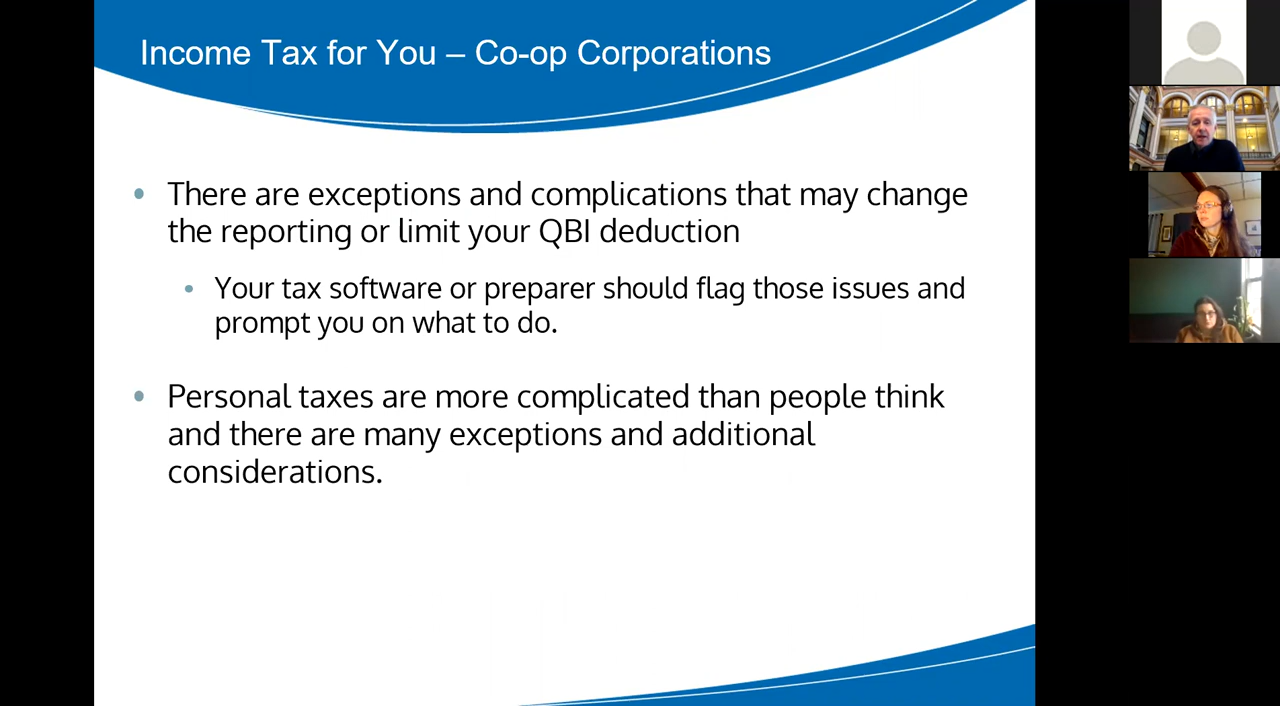 Income Tax for You – Co-op Corporations
• There are exceptions and complications that may change
the reporting or limit your QBI deduction
• Your tax software or preparer should flag those issues and
prompt you on what to do.
• Personal taxes are more complicated than people think
and there are many exceptions and additional
considerations.